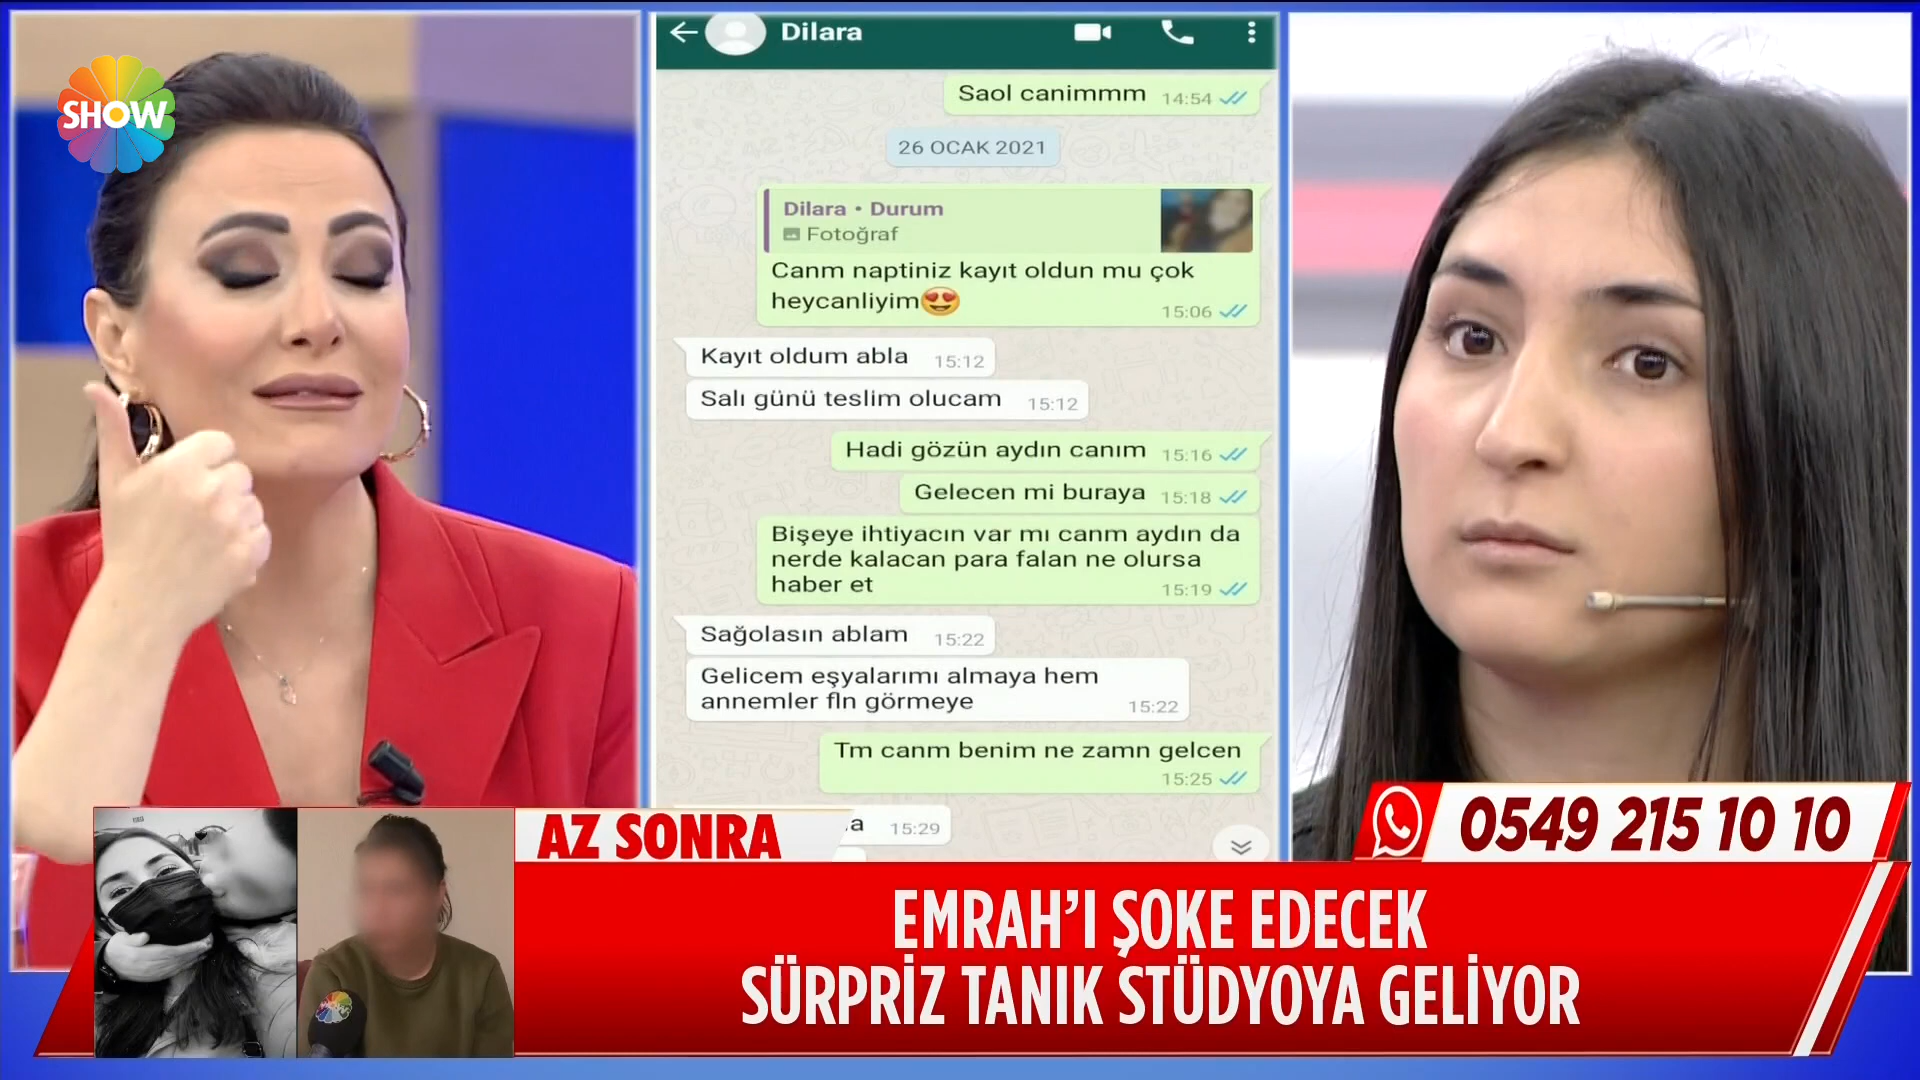 SHOW
Dilara
Saol canimmm 14:54
26 OCAK 2021
Dilara • Durum
Fotoğraf
Canm naptiniz kayıt oldun mu çok
heycanliyim😍 15:06
Kayıt oldum abla 15:12
Salı günü teslim olucam 15:12
Hadi gözün aydın canım 15:16
Gelecen mi buraya 15:18
Bişeye ihtiyacın var mı canm aydın da
nerde kalacan para falan ne olursa
haber et 15:19
Sağolasın ablam 15:22
Gelicem eşyalarımı almaya hem
annemler fln görmeye 15:22
Tm canm benim ne zamn gelcen
15:25
15:29
AZ SONRA
0549 215 10 10
EMRAH'I ŞOKE EDECEK
SÜRPRİZ TANIK STÜDYOYA GELİYOR